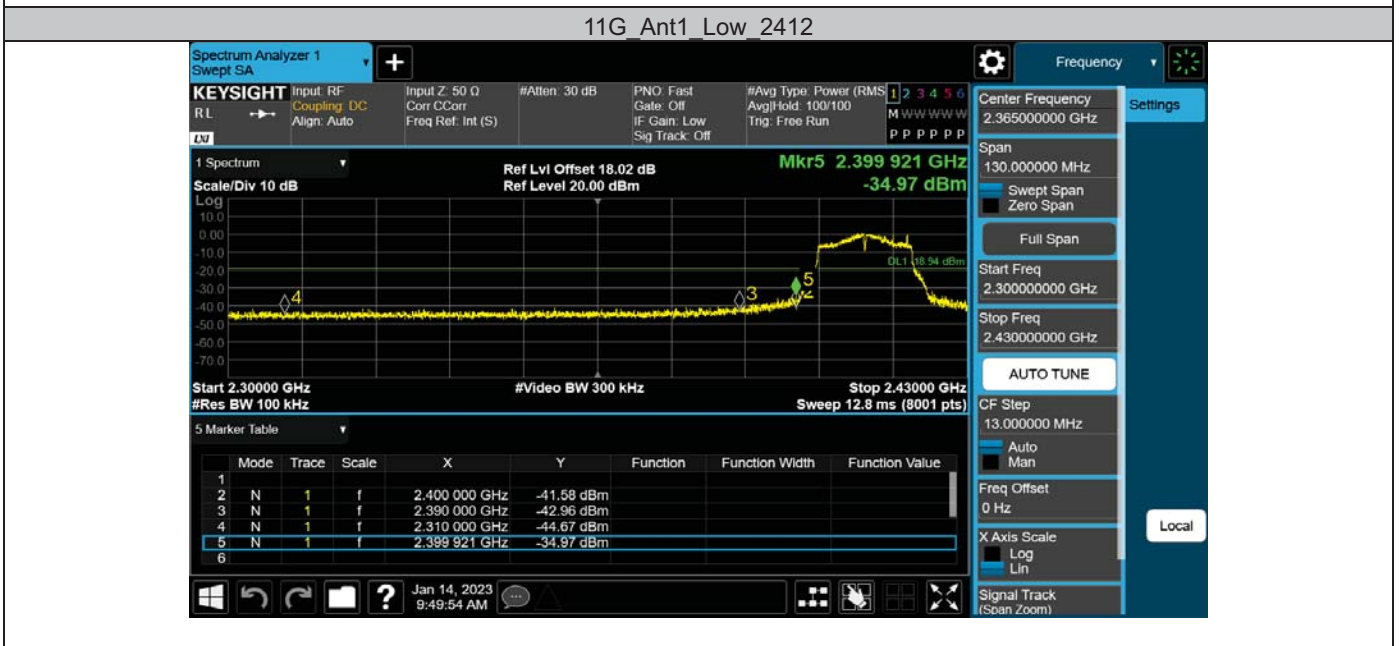 11G_Ant1_Low_2412
Spectrum Analyzer 1
Swept SA
+
Frequency
KEYSIGHT
RL
LXI
Input: RF
Coupling: DC
Align: Auto
Input Z: 50 Ω
Corr CCorr
Freq Ref: Int (S)
#Atten: 30 dB
PNO: Fast
Gate: Off
IF Gain: Low
Sig Track: Off
#Avg Type: Power (RMS
Avg|Hold: 100/100
Trig: Free Run
1 2 3 4 5 6
M W W W W W
P P P P P P
1 Spectrum
Scale/Div 10 dB
Log
Ref Lvl Offset 18.02 dB
Ref Level 20.00 dBm
Mkr5 2.399 921 GHz
-34.97 dBm
10.0
0.00
-10.0
-20.0
-30.0
-40.0
-50.0
-60.0
-70.0
DL1 -18.94 dBm
4
3
5
2
Start 2.30000 GHz
#Video BW 300 kHz
Stop 2.43000 GHz
#Res BW 100 kHz
Sweep 12.8 ms (8001 pts)
5 Marker Table
Mode Trace Scale X Y Function Function Width Function Value
1
2 N 1 f 2.400 000 GHz -41.58 dBm
3 N 1 f 2.390 000 GHz -42.96 dBm
4 N 1 f 2.310 000 GHz -44.67 dBm
5 N 1 f 2.399 921 GHz -34.97 dBm
6
Center Frequency
2.365000000 GHz
Settings
Span
130.000000 MHz
Swept Span
Zero Span
Full Span
Start Freq
2.300000000 GHz
Stop Freq
2.430000000 GHz
AUTO TUNE
CF Step
13.000000 MHz
Auto
Man
Freq Offset
0 Hz
X Axis Scale
Log
Lin
Local
Signal Track
(Span Zoom)
?
Jan 14, 2023
9:49:54 AM